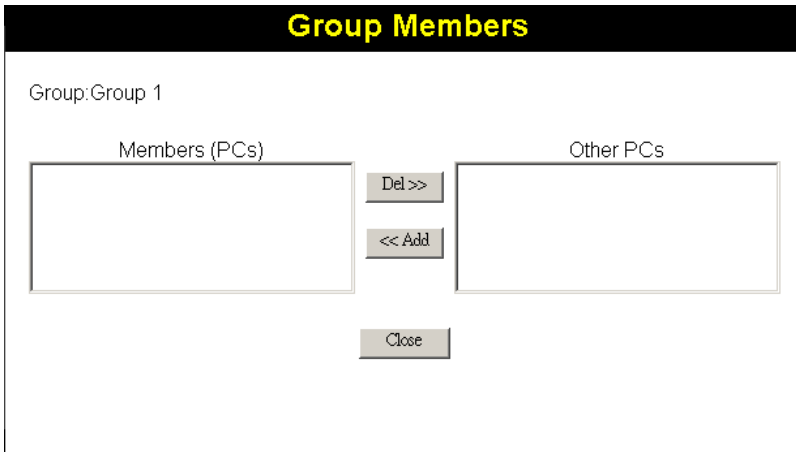 Group Members
Group:Group 1
Members (PCs)
Other PCs
Del >>
<< Add
Close